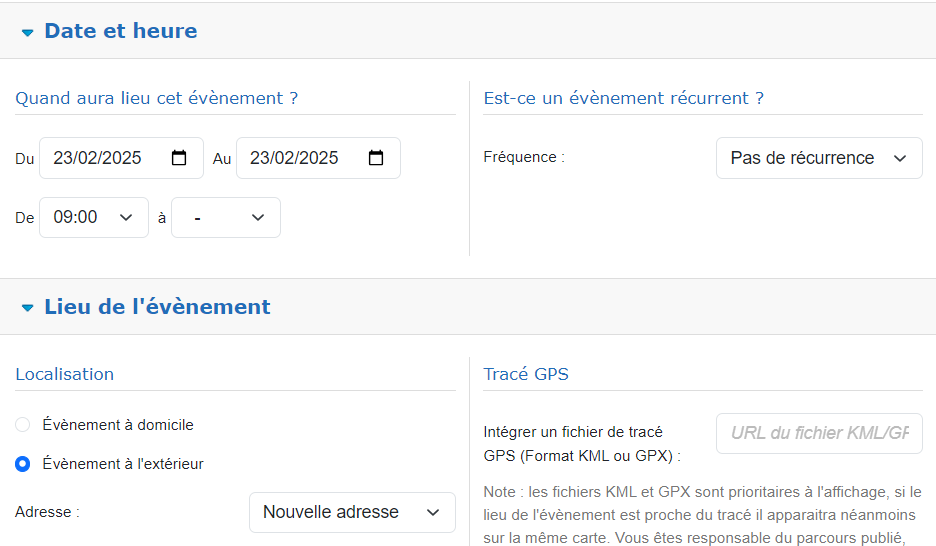 Date et heure
Quand aura lieu cet évènement ?
Du 23/02/2025 Au 23/02/2025
De 09:00 à -
Est-ce un évènement récurrent ?
Fréquence : Pas de récurrence
Lieu de l'évènement
Localisation
Évènement à domicile
Évènement à l'extérieur
Adresse : Nouvelle adresse
Tracé GPS
Intégrer un fichier de tracé
GPS (Format KML ou GPX) :
URL du fichier KML/GP
Note : les fichiers KML et GPX sont prioritaires à l'affichage, si le
lieu de l'évènement est proche du tracé il apparaitra néanmoins
sur la même carte. Vous êtes responsable du parcours publié,